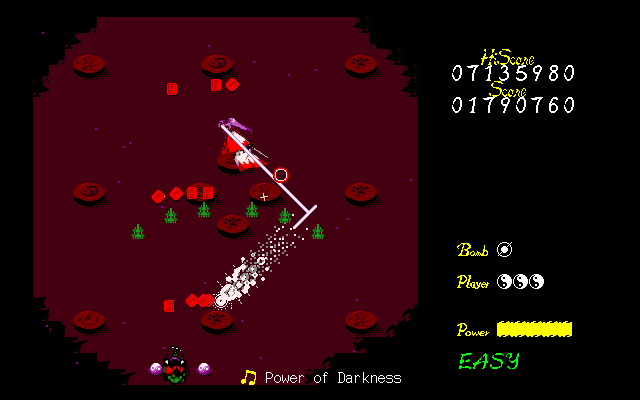 HiScore
07135980
Score
01790760
Bomb
Player
Power
EASY
♫ Power of Darkness